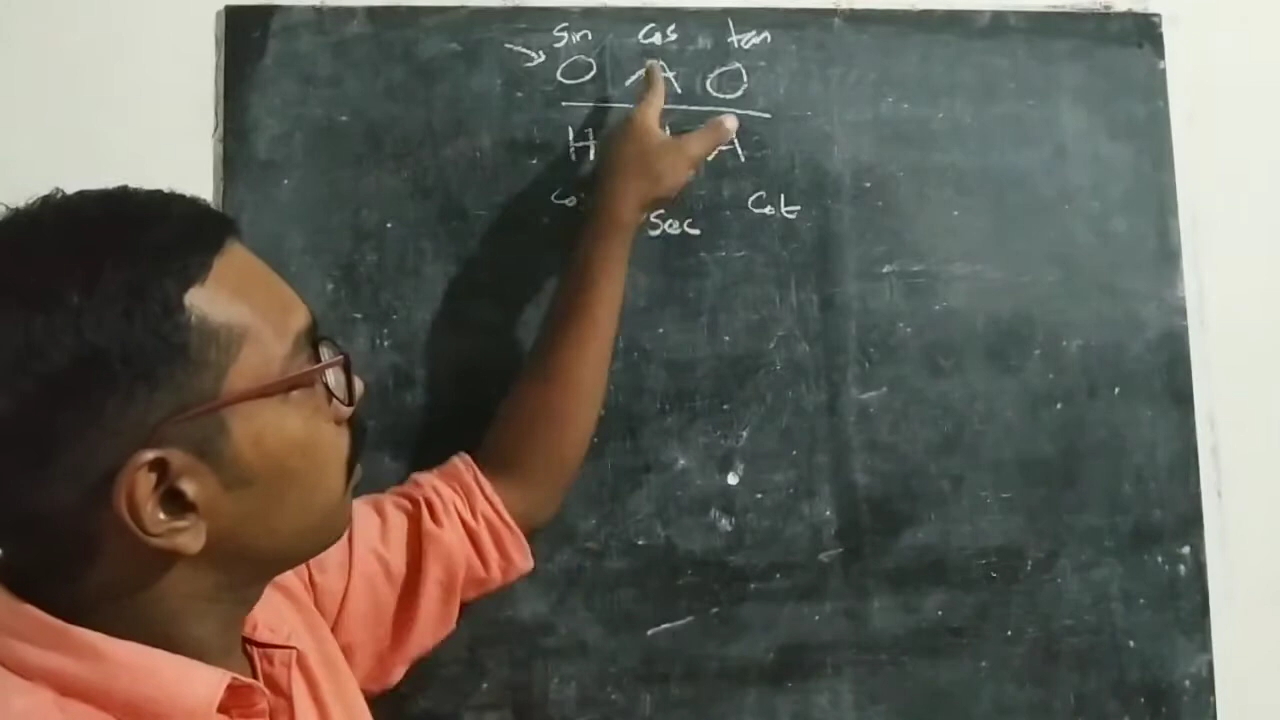 sin cos tan
O A O
H A
Sec Cot